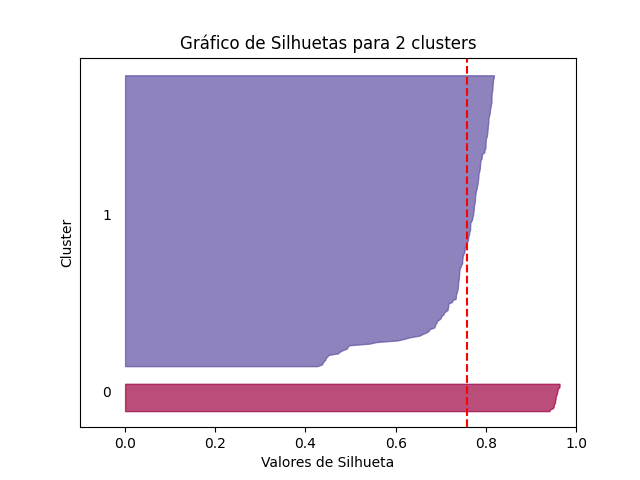 Gráfico de Silhuetas para 2 clusters
Cluster
1
0
0.0 0.2 0.4 0.6 0.8 1.0
Valores de Silhueta